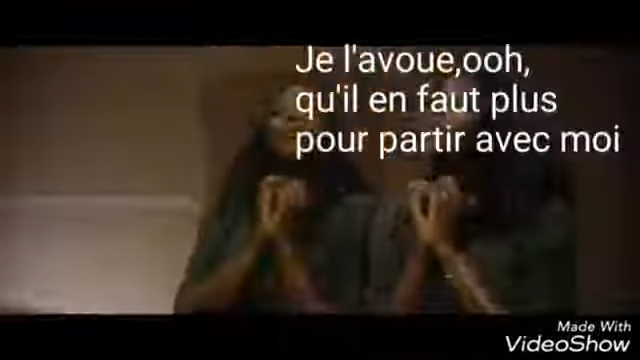 Je l'avoue,ooh,
qu'il en faut plus
pour partir avec moi
Made With
VideoShow